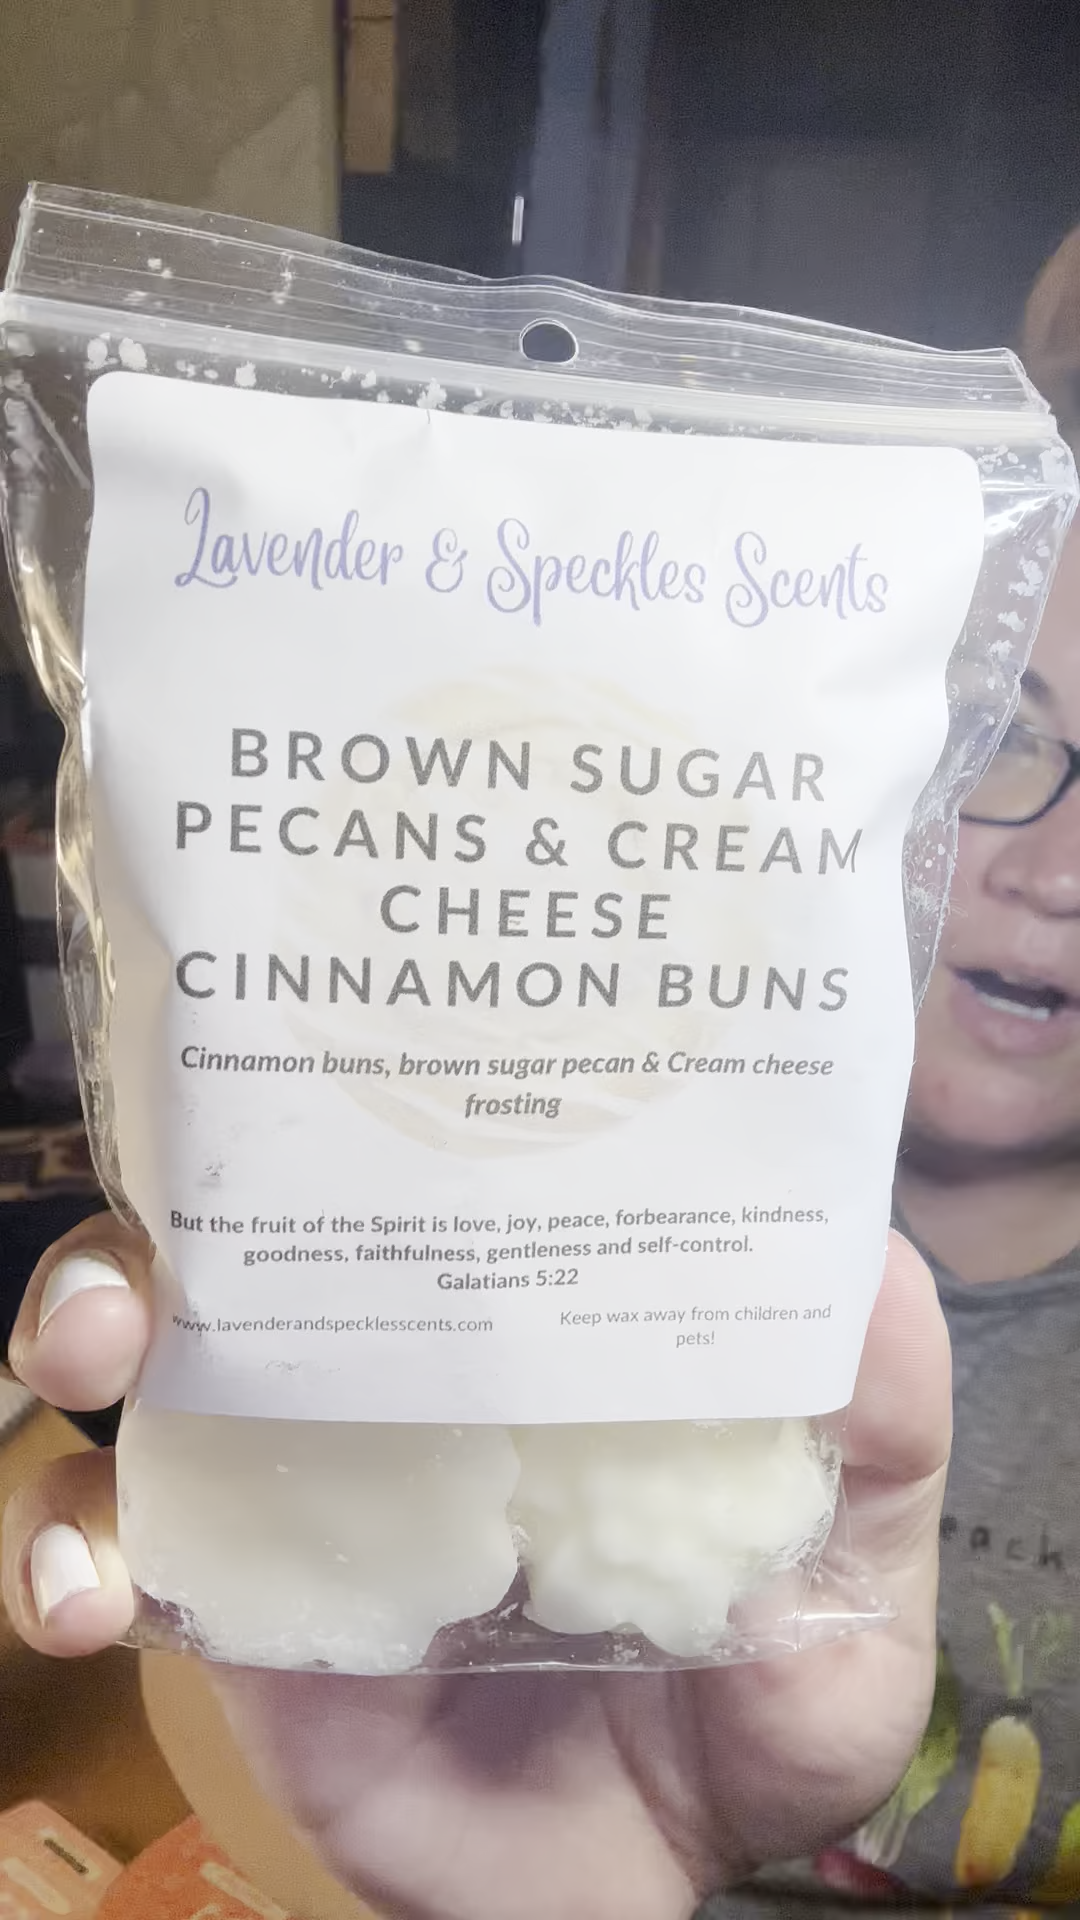 Lavender & Speckles Scents
BROWN SUGAR
PECANS & CREAM
CHEESE
CINNAMON BUNS
Cinnamon buns, brown sugar pecan & Cream cheese
frosting
But the fruit of the Spirit is love, joy, peace, forbearance, kindness,
goodness, faithfulness, gentleness and self-control.
Galatians 5:22
www.lavenderandspecklesscents.com
Keep wax away from children and
pets!